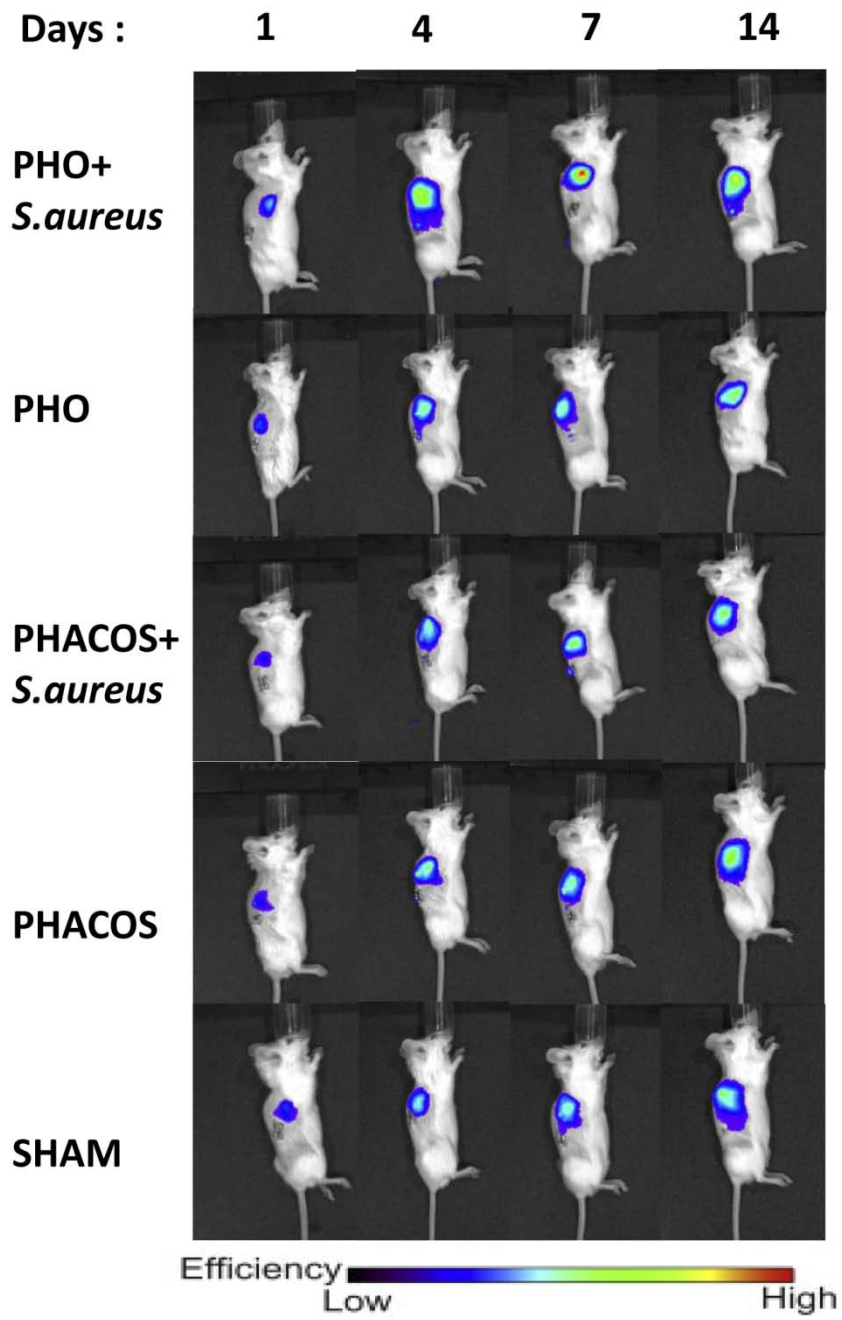 Days : 1 4 7 14
PHO+
S.aureus
PHO
PHACOS+
S.aureus
PHACOS
SHAM
Efficiency
Low High